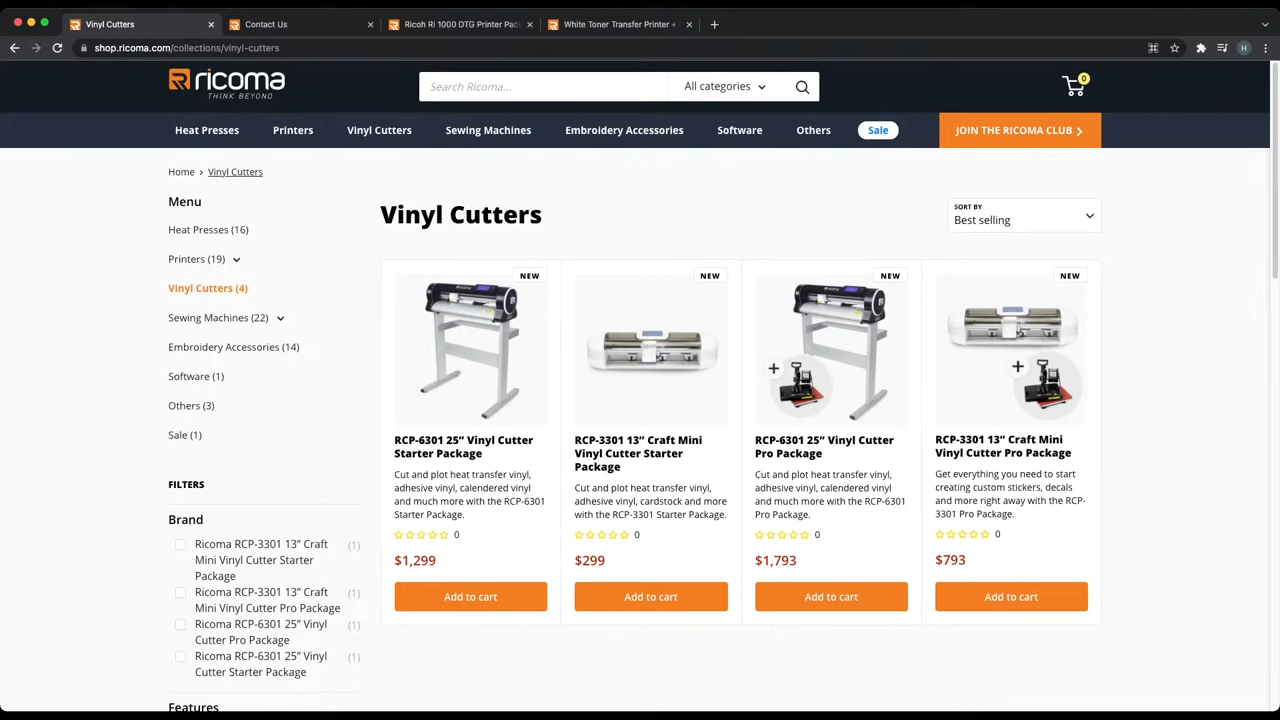 Vinyl Cutters
Contact Us
Ricoh Ri 1000 DTG Printer Pac
White Toner Transfer Printer +
shop.ricoma.com/collections/vinyl-cutters
H
ricoma
THINK BEYOND
Search Ricoma...
All categories
0
Heat Presses
Printers
Vinyl Cutters
Sewing Machines
Embroidery Accessories
Software
Others
Sale
JOIN THE RICOMA CLUB
Home › Vinyl Cutters
Menu
Heat Presses (16)
Printers (19)
Vinyl Cutters (4)
Sewing Machines (22)
Embroidery Accessories (14)
Software (1)
Others (3)
Sale (1)
FILTERS
Brand
Ricoma RCP-3301 13” Craft (1)
Mini Vinyl Cutter Starter
Package
Ricoma RCP-3301 13” Craft (1)
Mini Vinyl Cutter Pro Package
Ricoma RCP-6301 25” Vinyl (1)
Cutter Pro Package
Ricoma RCP-6301 25” Vinyl (1)
Cutter Starter Package
Features
Vinyl Cutters
SORT BY
Best selling
NEW
RCP-6301 25” Vinyl Cutter
Starter Package
Cut and plot heat transfer vinyl,
adhesive vinyl, calendered vinyl
and much more with the RCP-6301
Starter Package.
0
$1,299
Add to cart
NEW
RCP-3301 13” Craft Mini
Vinyl Cutter Starter
Package
Cut and plot heat transfer vinyl,
adhesive vinyl, cardstock and more
with the RCP-3301 Starter Package.
0
$299
Add to cart
NEW
RCP-6301 25” Vinyl Cutter
Pro Package
Cut and plot heat transfer vinyl,
adhesive vinyl, calendered vinyl
and much more with the RCP-6301
Pro Package.
0
$1,793
Add to cart
NEW
RCP-3301 13” Craft Mini
Vinyl Cutter Pro Package
Get everything you need to start
creating custom stickers, decals
and more right away with the RCP-
3301 Pro Package.
0
$793
Add to cart